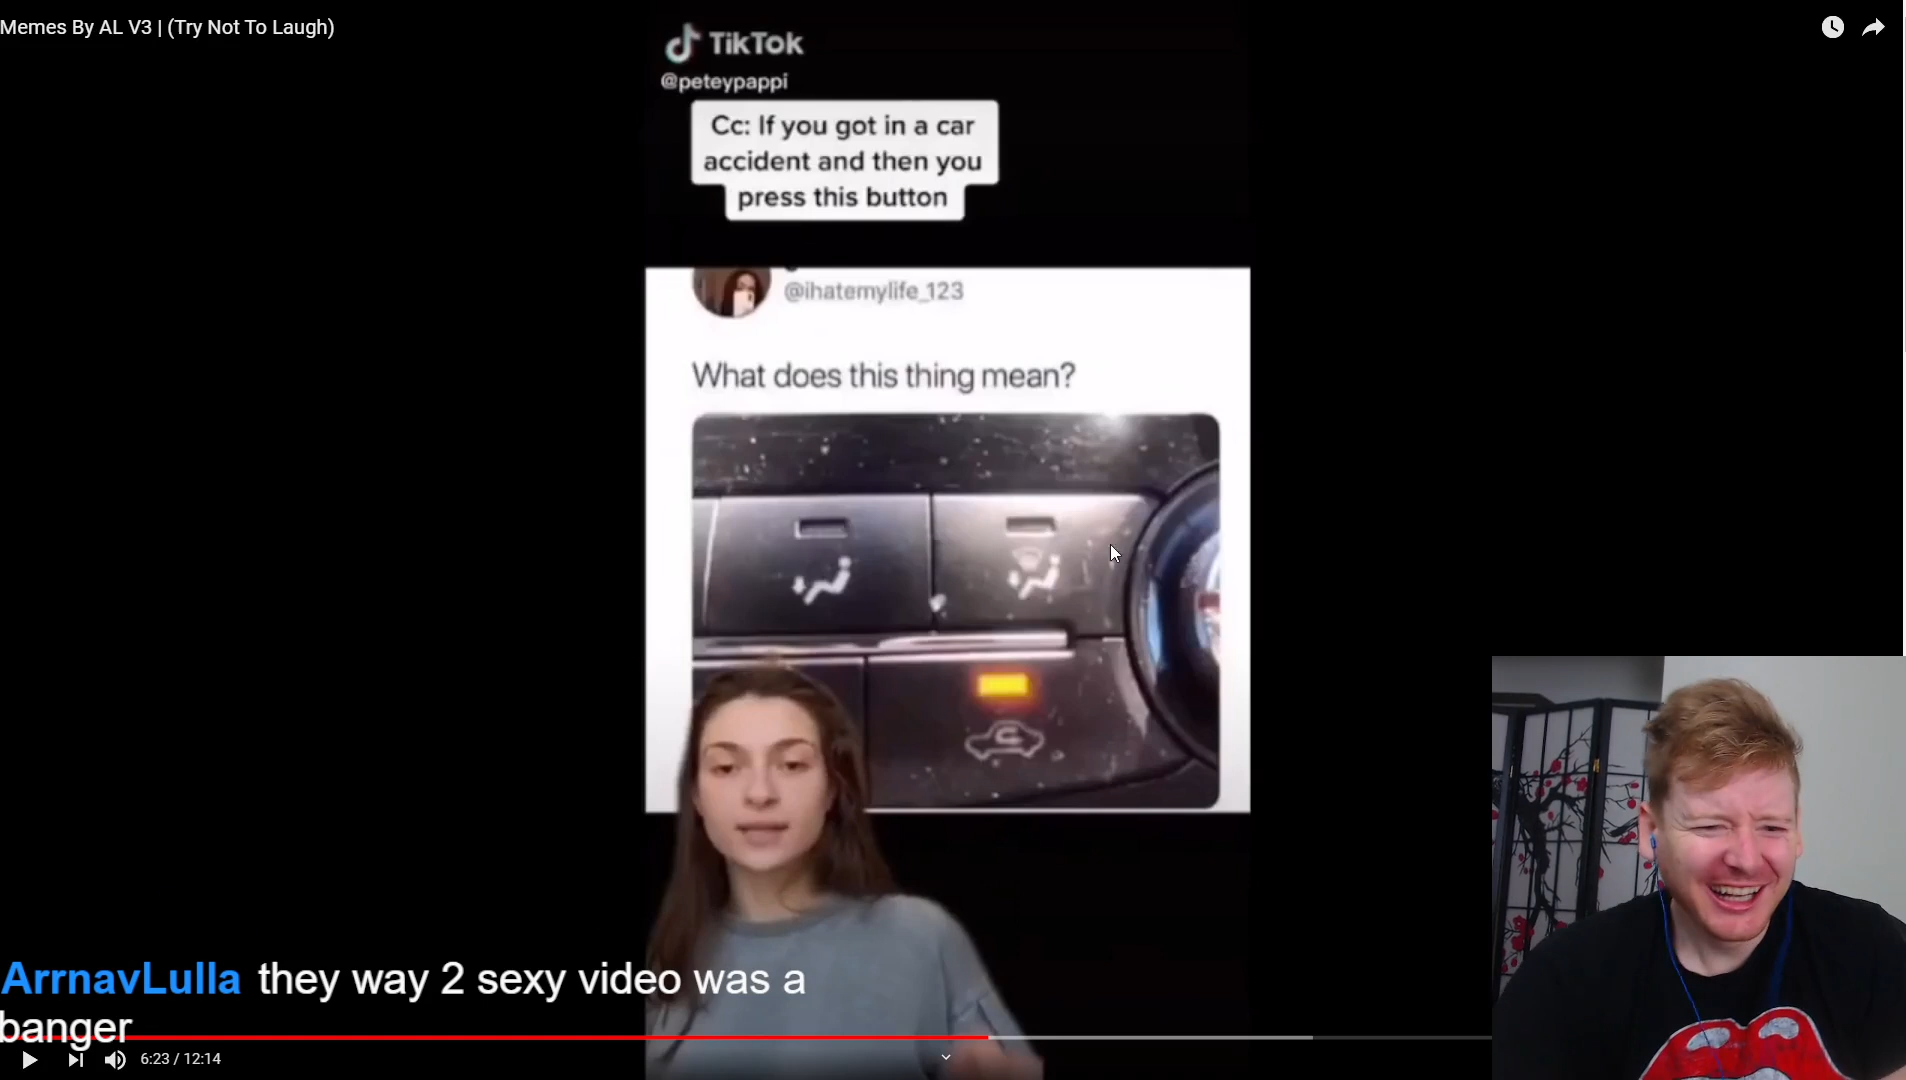 Memes By AL V3 | (Try Not To Laugh)
TikTok
@peteypappi
Cc: If you got in a car
accident and then you
press this button
@ihatemylife_123
What does this thing mean?
ArrnavLulla they way 2 sexy video was a
banger
6:23 / 12:14